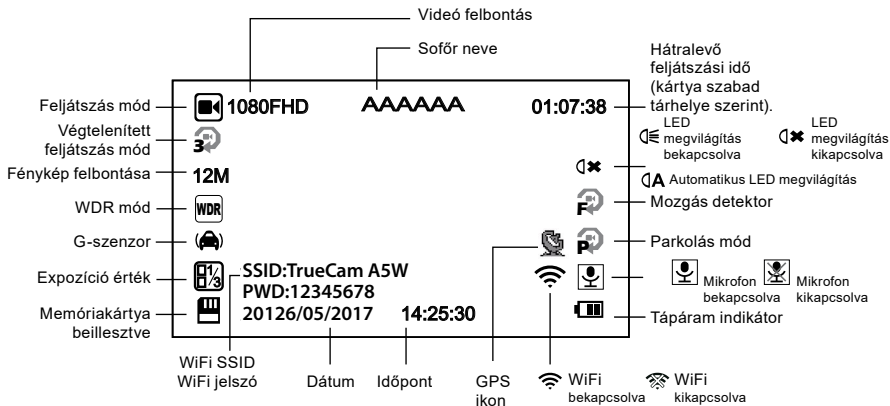 Videó felbontás
Sofőr neve
Hátralevő
feljátszási idő
(kártya szabad
tárhelye szerint).
Feljátszás mód
1080FHD
AAAAAA
01:07:38
LED
megvilágítás
bekapcsolva
LED
megvilágítás
kikapcsolva
Végtelenített
feljátszás mód
3
Fénykép felbontása
12M
A Automatikus LED megvilágítás
WDR mód
WDR
F
Mozgás detektor
G-szenzor
P
Parkolás mód
Expozíció érték
1/3
SSID:TrueCam A5W
PWD:12345678
20126/05/2017
14:25:30
Mikrofon
bekapcsolva
Mikrofon
kikapcsolva
Memóriakártya
beillesztve
Tápáram indikátor
WiFi SSID
WiFi jelszó
Dátum
Időpont
GPS
ikon
WiFi
bekapcsolva
WiFi
kikapcsolva